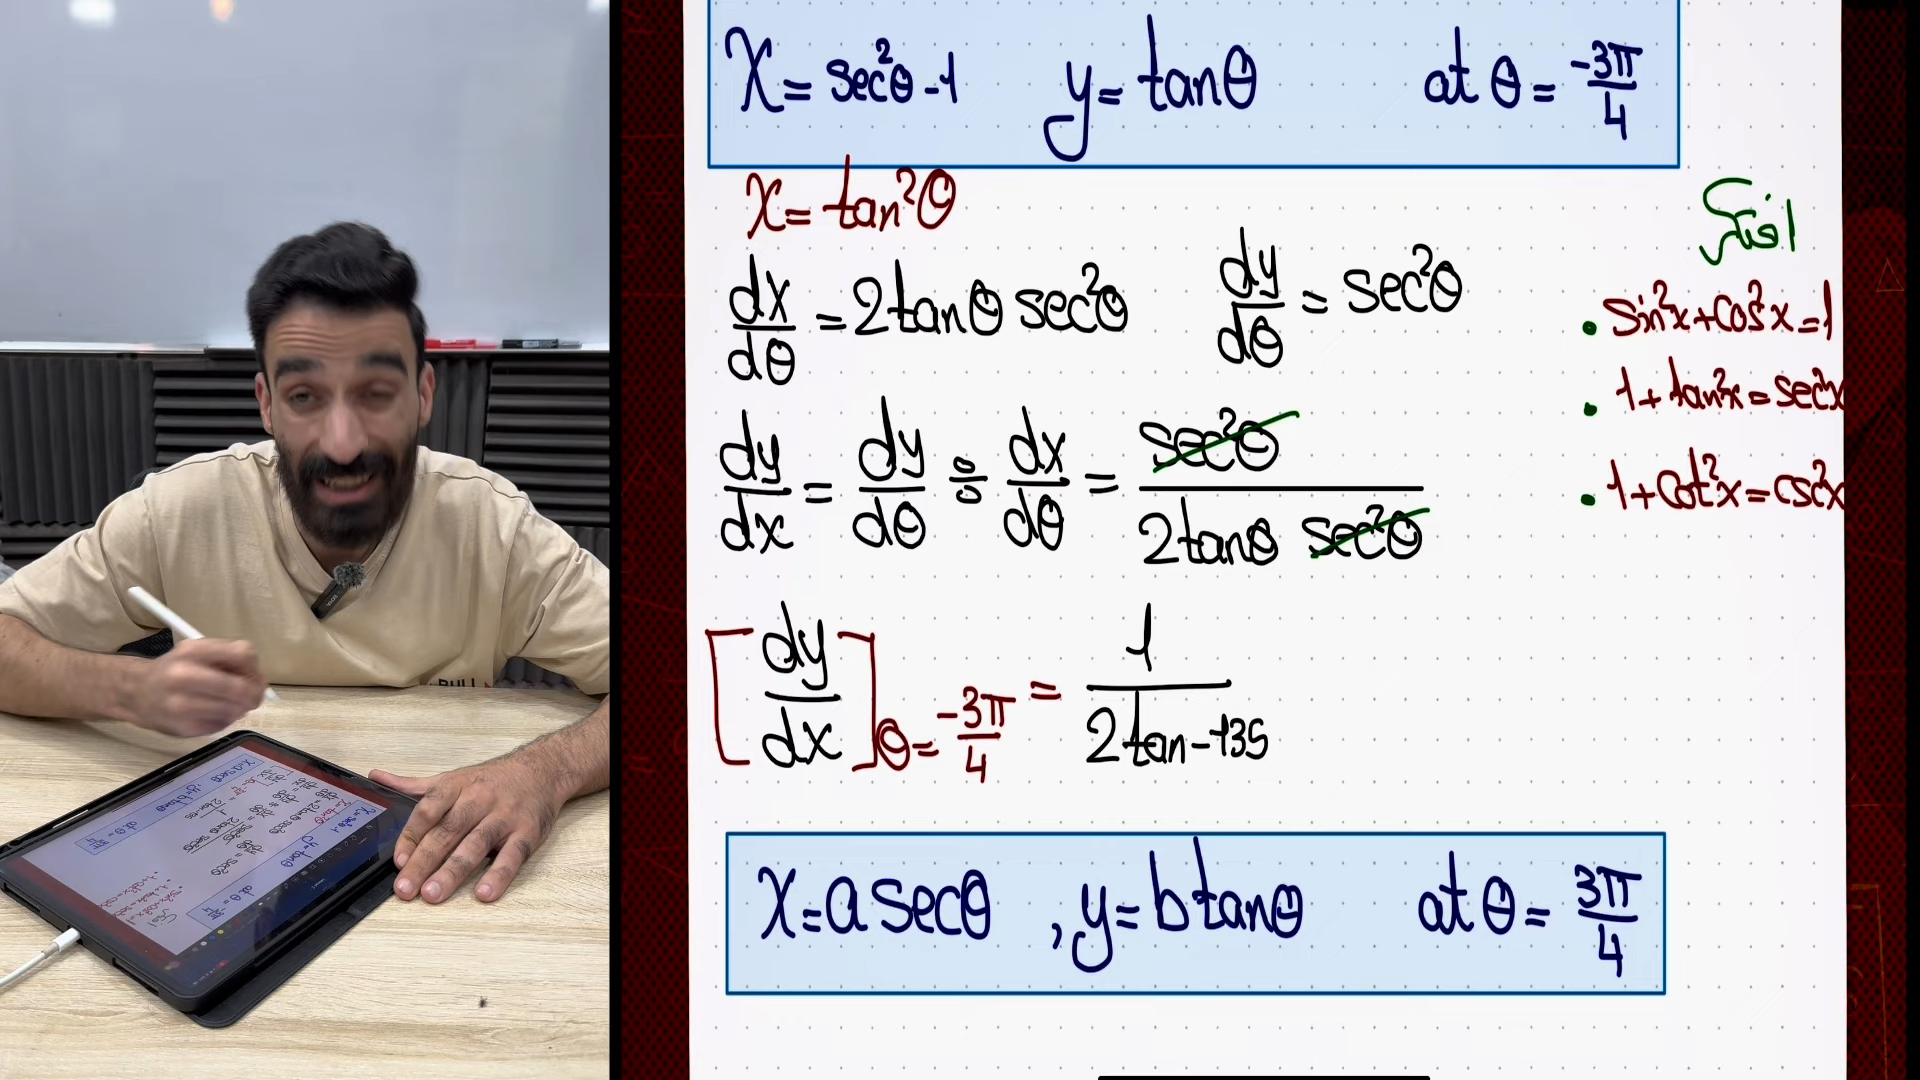 x = sec²θ - 1 y = tanθ at θ = -3π/4
x = tan²θ
dx/dθ = 2tanθ sec²θ dy/dθ = sec²θ
dy/dx = dy/dθ ÷ dx/dθ = sec²θ / 2tanθ sec²θ
[dy/dx]θ = -3π/4 = 1 / 2tan-135
x = a secθ , y = b tanθ at θ = 3π/4
افتكر
• sin²x + cos²x = 1
• 1 + tan²x = sec²x
• 1 + cot²x = csc²x
BULL